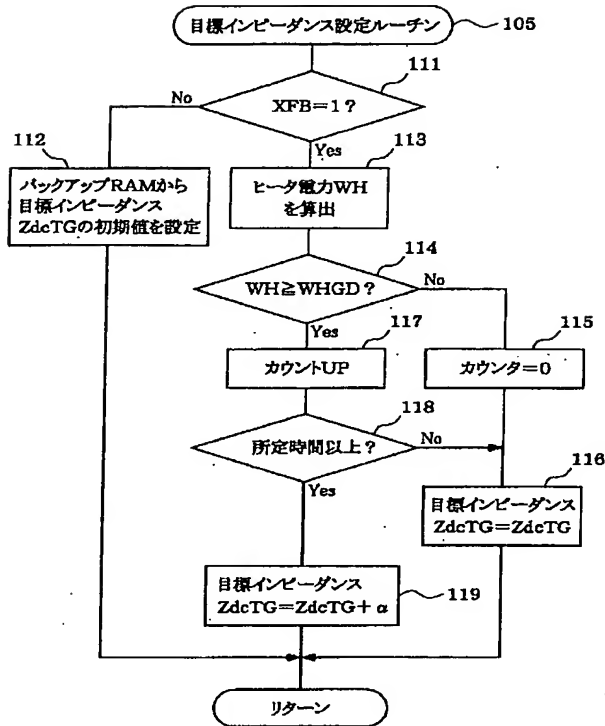 目標インピーダンス設定ルーチン
105
111
XFB=1?
No
Yes
112
バックアップRAMから
目標インピーダンス
ZdcTGの初期値を設定
113
ヒータ電力WH
を算出
114
WH≧WHGD?
No
Yes
117
カウントUP
115
カウンタ=0
118
所定時間以上?
No
Yes
116
目標インピーダンス
ZdcTG=ZdcTG
目標インピーダンス
ZdcTG=ZdcTG+α
119
リターン